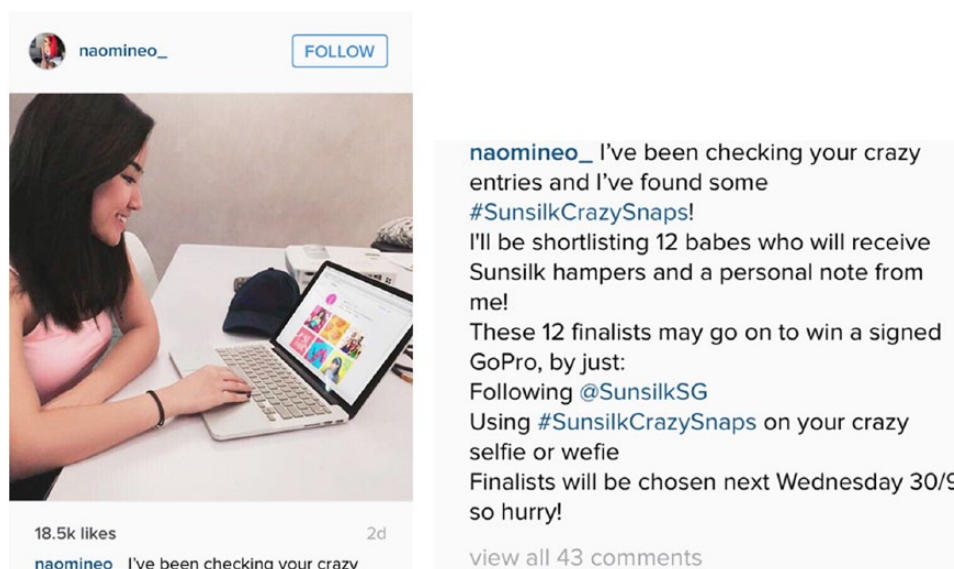 naomineo_
FOLLOW
18.5k likes
2d
naomineo_ I've been checking your crazy
naomineo_ I've been checking your crazy
entries and I've found some
#SunsilkCrazySnaps!
I'll be shortlisting 12 babes who will receive
Sunsilk hampers and a personal note from
me!
These 12 finalists may go on to win a signed
GoPro, by just:
Following @SunsilkSG
Using #SunsilkCrazySnaps on your crazy
selfie or wefie
Finalists will be chosen next Wednesday 30/9
so hurry!
view all 43 comments